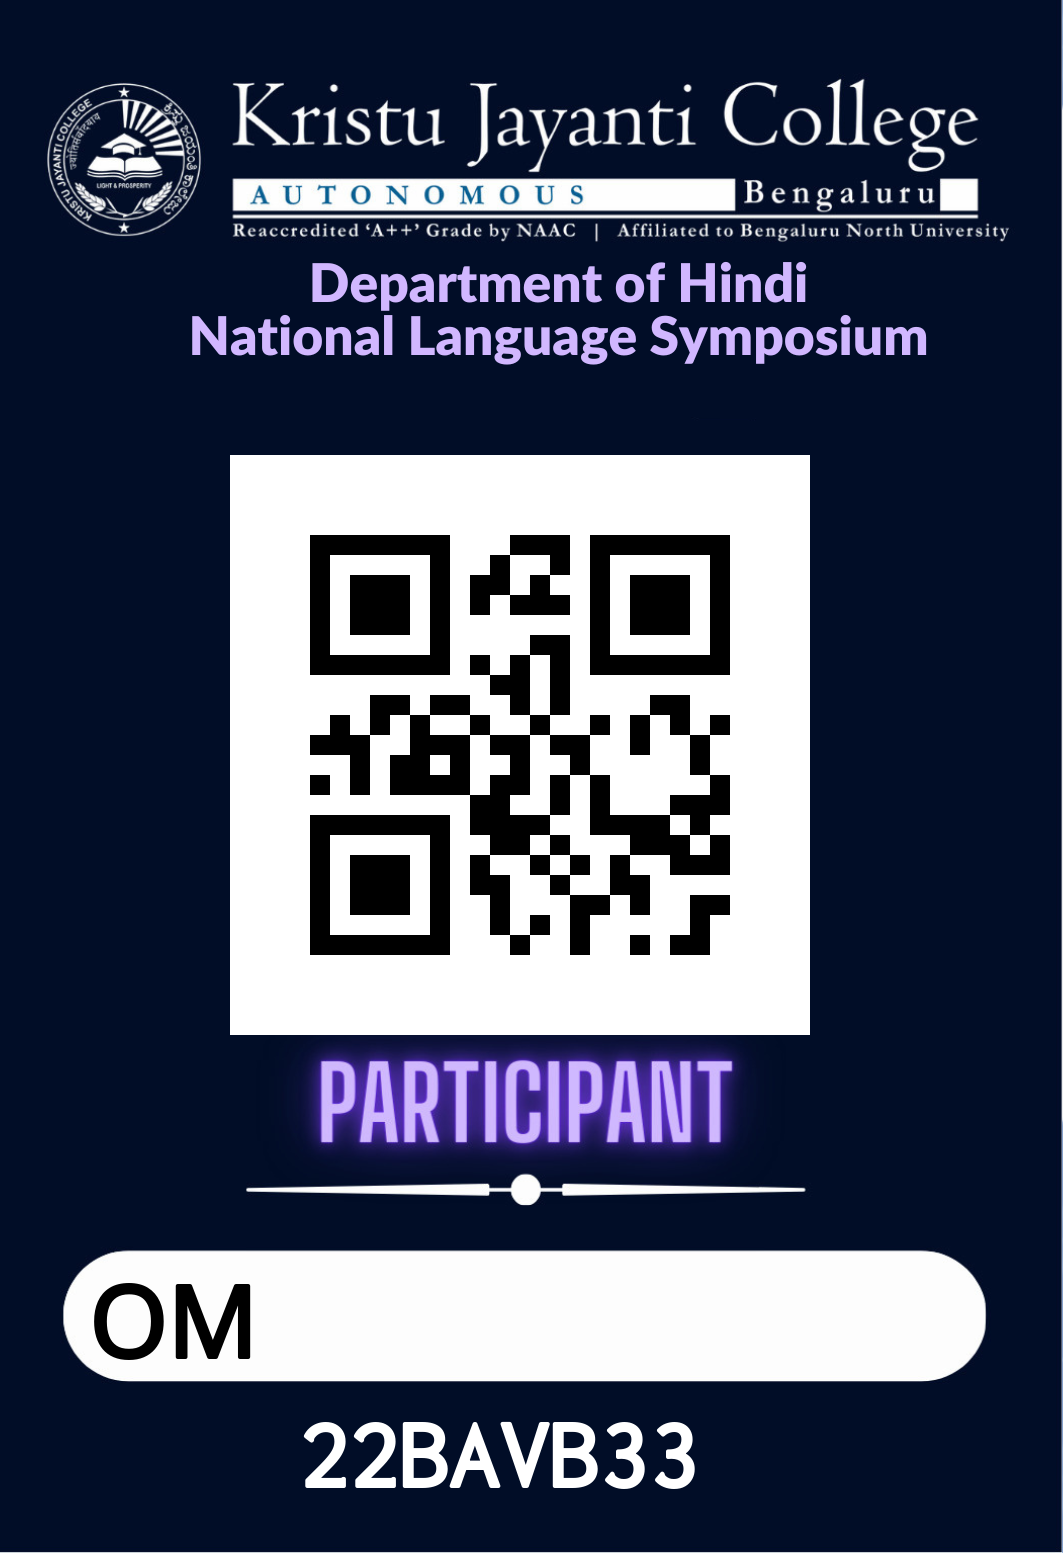 Kristu Jayanti College
AUTONOMOUS Bengaluru
Reaccredited ‘A++’ Grade by NAAC | Affiliated to Bengaluru North University
KRISTU JAYANTI COLLEGE
LIGHT & PROSPERITY
Department of Hindi
National Language Symposium
PARTICIPANT
OM
22BAVB33